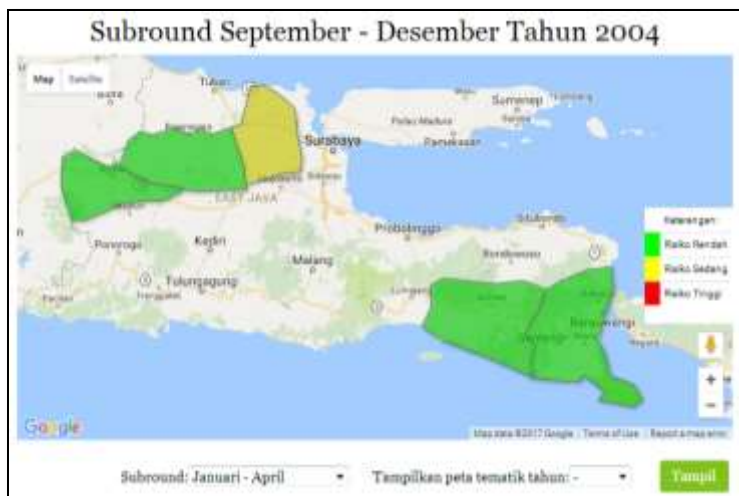 Subround September - Desember Tahun 2004
Map Satellite
Tuban
Surabaya
Sumenep
Pulau Madura
Pamekasan
EAST JAVA
Ponorogo
Kediri
Malang
Probolinggo
Situbondo
Bondowoso
Tulungagung
Trenggalek
Lumajang
Banyuwangi
Keterangan:
Risiko Rendah
Risiko Sedang
Risiko Tinggi
Google
Map data ©2017 Google Terms of Use Report a map error
Subround: Januari - April
Tampilkan peta tematik tahun: -
Tampil